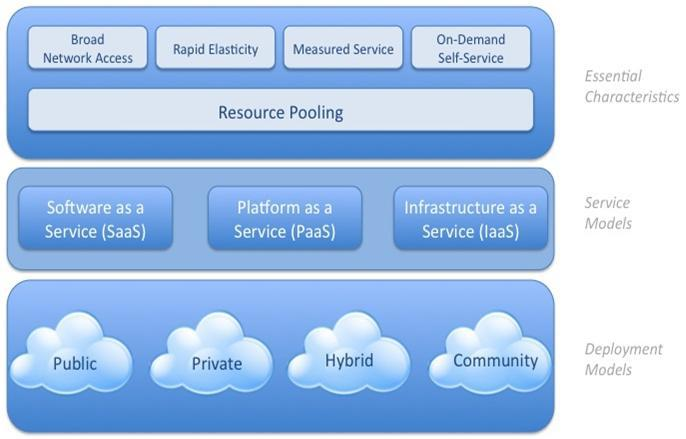 Broad
Network Access
Rapid Elasticity
Measured Service
On-Demand
Self-Service
Resource Pooling
Essential
Characteristics
Software as a
Service (SaaS)
Platform as a
Service (PaaS)
Infrastructure as a
Service (IaaS)
Service
Models
Public
Private
Hybrid
Community
Deployment
Models